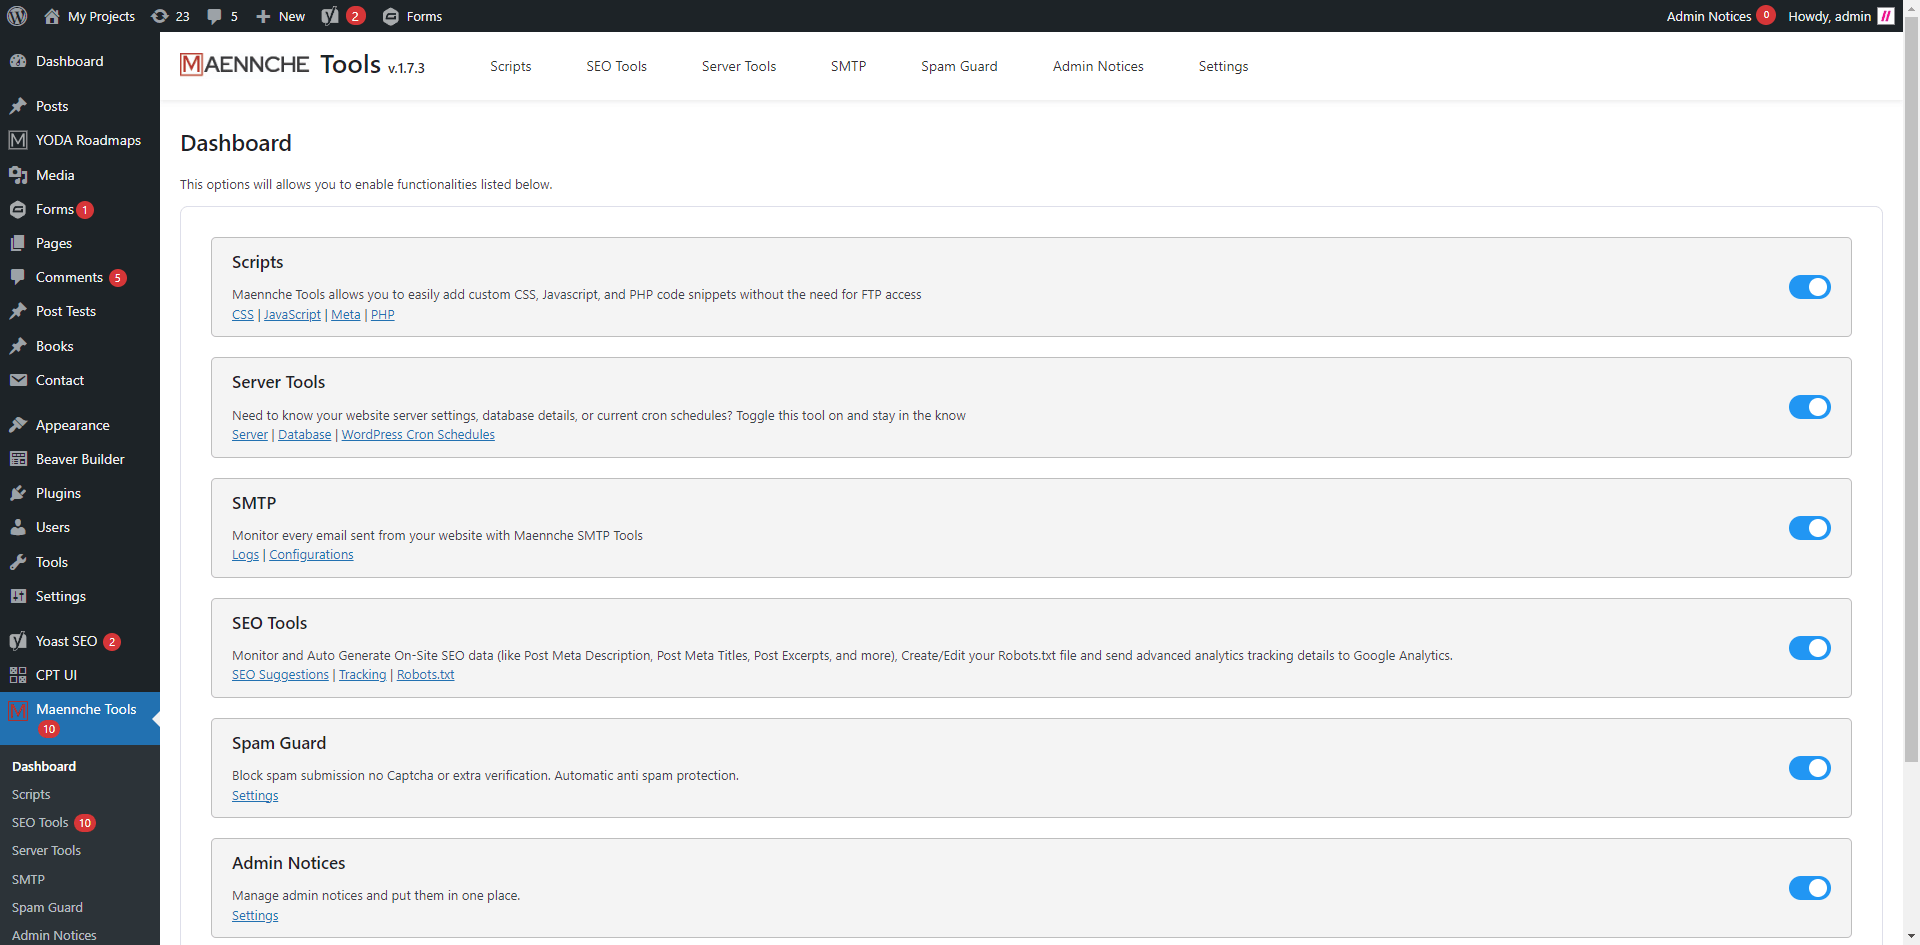 My Projects
23
5
New
2
Forms
Admin Notices 0
Howdy, admin
Dashboard
Posts
YODA Roadmaps
Media
Forms 1
Pages
Comments 5
Post Tests
Books
Contact
Appearance
Beaver Builder
Plugins
Users
Tools
Settings
Yoast SEO 2
CPT UI
Maennche Tools
10
Dashboard
Scripts
SEO Tools 10
Server Tools
SMTP
Spam Guard
Admin Notices
MAENNCHE Tools v.1.7.3
Scripts
SEO Tools
Server Tools
SMTP
Spam Guard
Admin Notices
Settings
Dashboard
This options will allows you to enable functionalities listed below.
Scripts
Maennche Tools allows you to easily add custom CSS, Javascript, and PHP code snippets without the need for FTP access
CSS | JavaScript | Meta | PHP
Server Tools
Need to know your website server settings, database details, or current cron schedules? Toggle this tool on and stay in the know
Server | Database | WordPress Cron Schedules
SMTP
Monitor every email sent from your website with Maennche SMTP Tools
Logs | Configurations
SEO Tools
Monitor and Auto Generate On-Site SEO data (like Post Meta Description, Post Meta Titles, Post Excerpts, and more), Create/Edit your Robots.txt file and send advanced analytics tracking details to Google Analytics.
SEO Suggestions | Tracking | Robots.txt
Spam Guard
Block spam submission no Captcha or extra verification. Automatic anti spam protection.
Settings
Admin Notices
Manage admin notices and put them in one place.
Settings